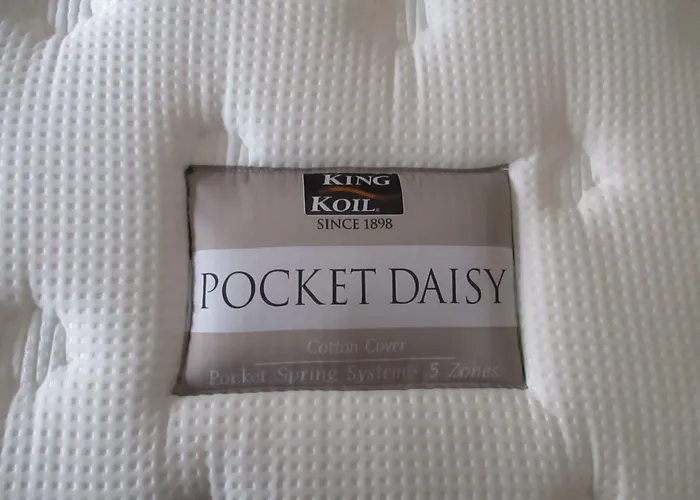 KING
KOIL
SINCE 1898
POCKET DAISY
Cotton Cover
Pocket Spring System 5 Zones